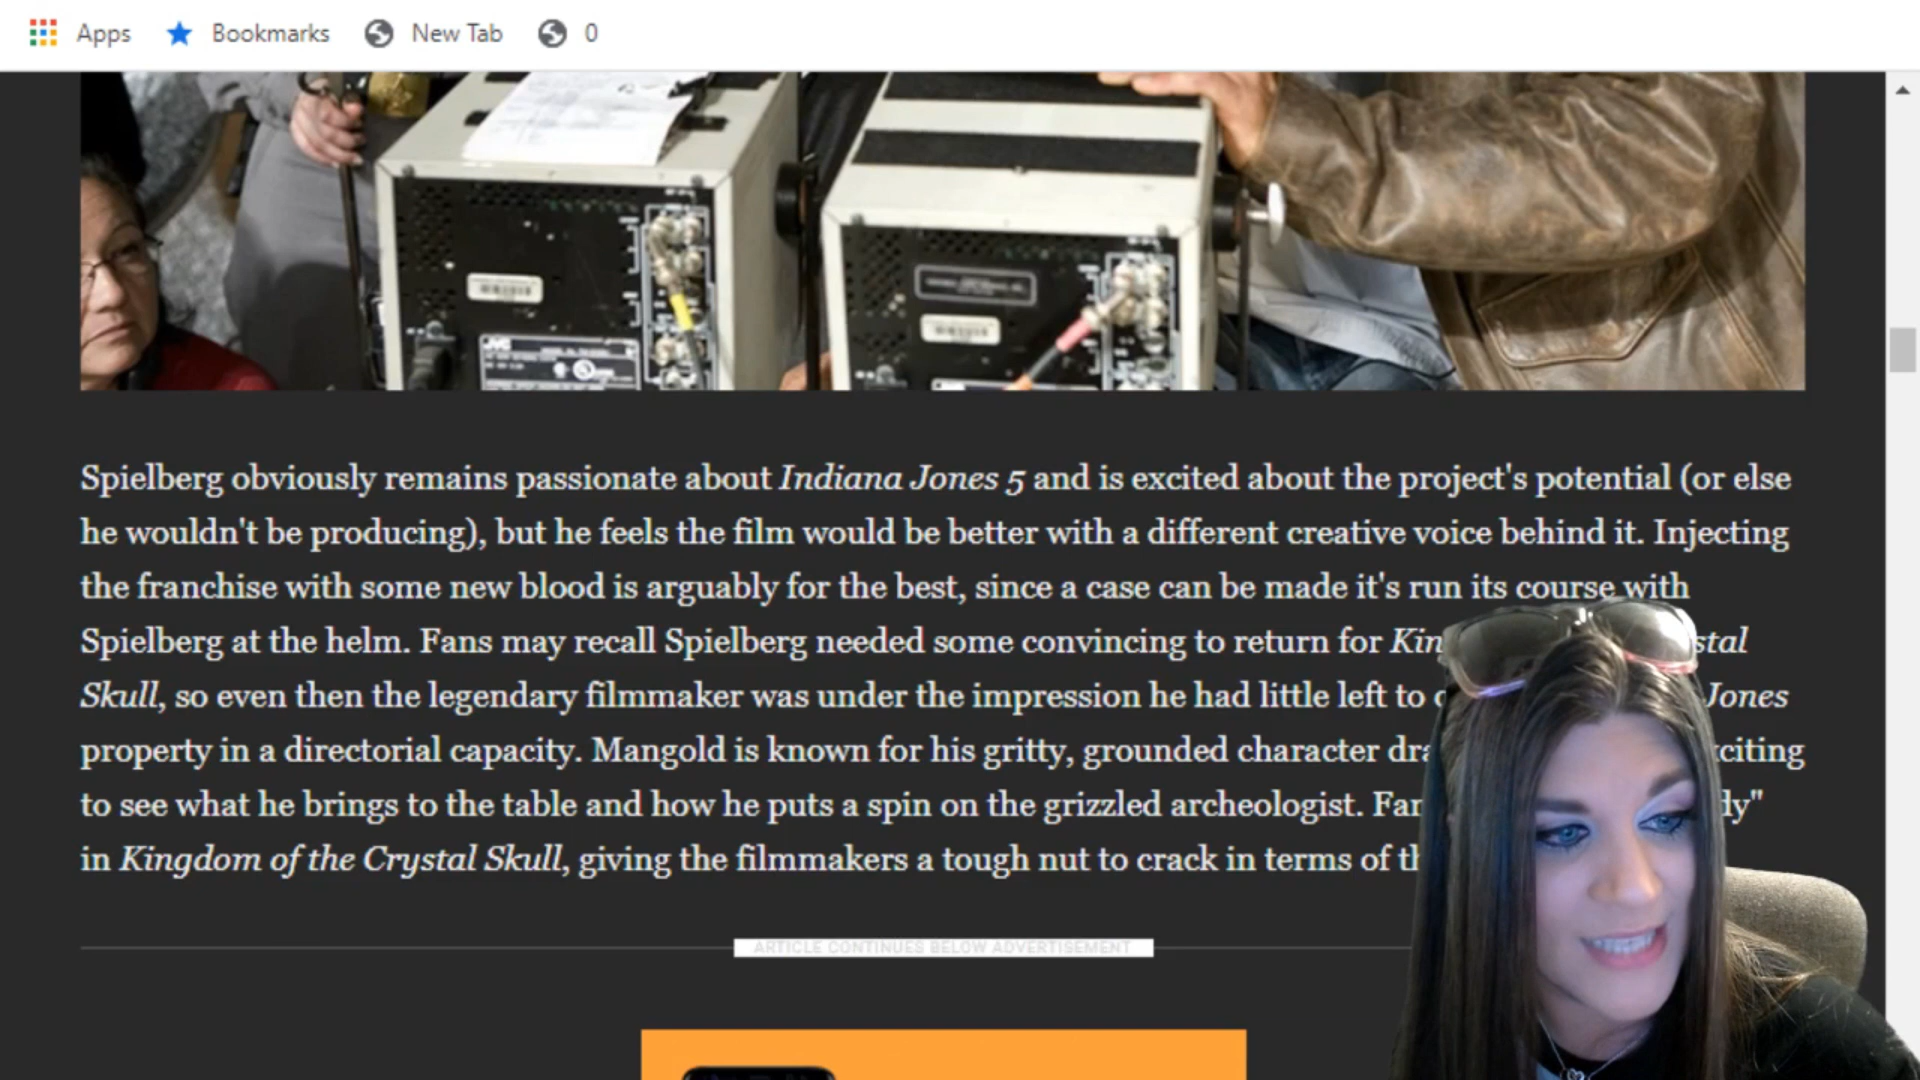 Apps Bookmarks New Tab 0
JVC
Spielberg obviously remains passionate about Indiana Jones 5 and is excited about the project's potential (or else
he wouldn't be producing), but he feels the film would be better with a different creative voice behind it. Injecting
the franchise with some new blood is arguably for the best, since a case can be made it's run its course with
Spielberg at the helm. Fans may recall Spielberg needed some convincing to return for
Skull, so even then the legendary filmmaker was under the impression he had little left to Jones
property in a directorial capacity. Mangold is known for his gritty, grounded character
to see what he brings to the table and how he puts a spin on the grizzled archeologist.
in Kingdom of the Crystal Skull, giving the filmmakers a tough nut to crack in terms of
ARTICLE CONTINUES BELOW ADVERTISEMENT